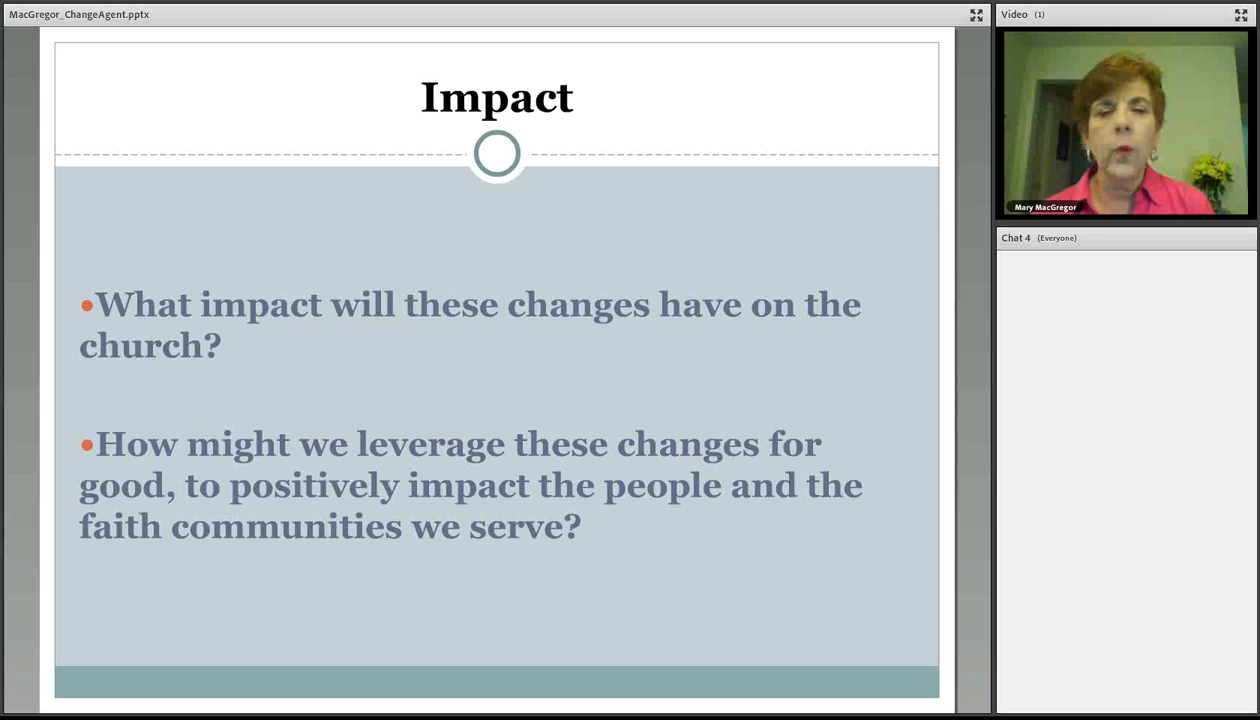 MacGregor_ChangeAgent.pptx
Impact
•What impact will these changes have on the
church?
•How might we leverage these changes for
good, to positively impact the people and the
faith communities we serve?
Video (1)
Mary MacGregor
Chat 4 (Everyone)